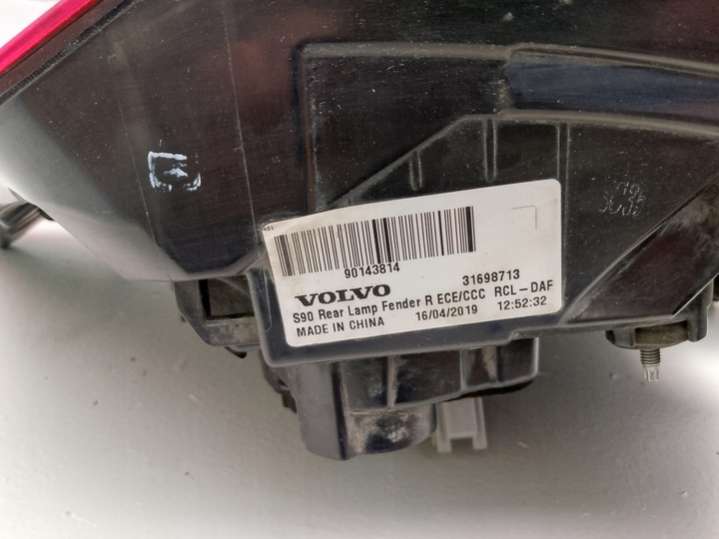 90143814
31698713
VOLVO
S90 Rear Lamp Fender R ECE/CCC RCL-DAF
MADE IN CHINA 16/04/2019 12:52:32